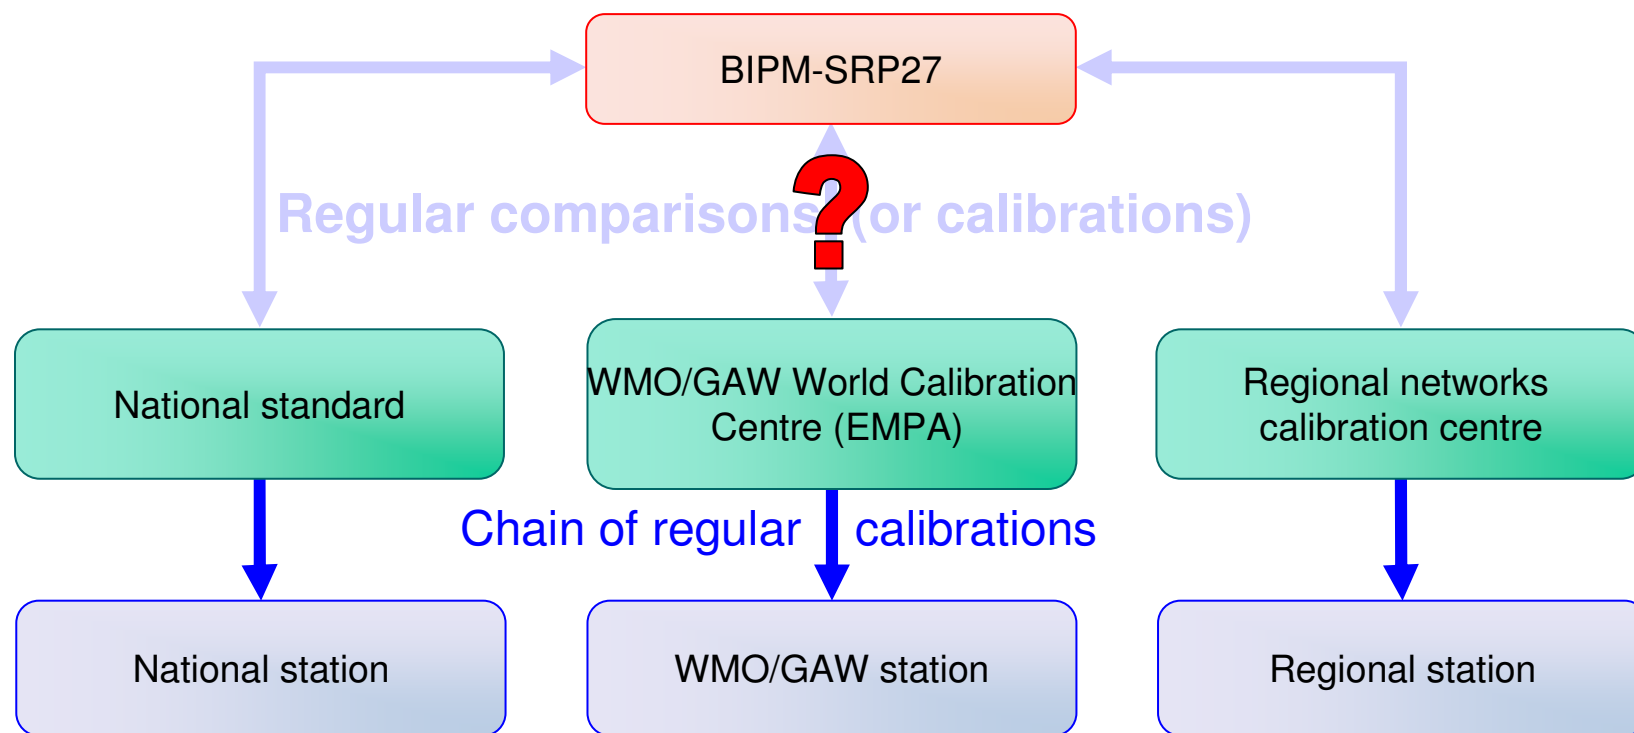 BIPM-SRP27
Regular comparisons (or calibrations)
?
National standard
WMO/GAW World Calibration
Centre (EMPA)
Regional networks
calibration centre
Chain of regular calibrations
National station
WMO/GAW station
Regional station